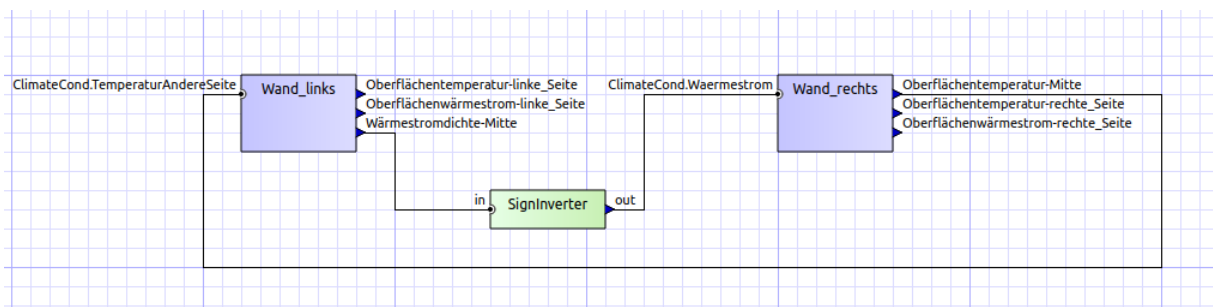 ClimateCond.TemperaturAndereSeite
Wand_links
Oberflächentemperatur-linke_Seite
Oberflächenwärmestrom-linke_Seite
Wärmestromdichte-Mitte
ClimateCond.Waermestrom
Wand_rechts
Oberflächentemperatur-Mitte
Oberflächentemperatur-rechte_Seite
Oberflächenwärmestrom-rechte_Seite
in
SignInverter
out